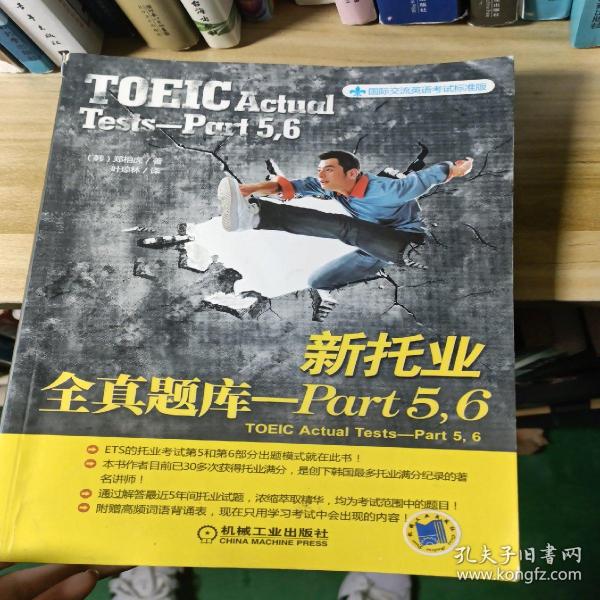 TOEIC Actual
Tests—Part 5,6
国际交流英语考试标准版
(韩)郑相虎/著
叶琼林/译
新托业
全真题库—Part 5,6
TOEIC Actual Tests—Part 5, 6
ETS的托业考试第5和第6部分出题模式就在此书！
本书作者目前已30多次获得托业满分，是创下韩国最多托业满分纪录的著
名讲师！
通过解答最近5年间托业试题，浓缩萃取精华，均为考试范围中的题目！
附赠高频词语背诵表，现在只用学习考试中会出现的内容！
机械工业出版社
CHINA MACHINE PRESS
孔夫子旧书网
www.kongfz.com